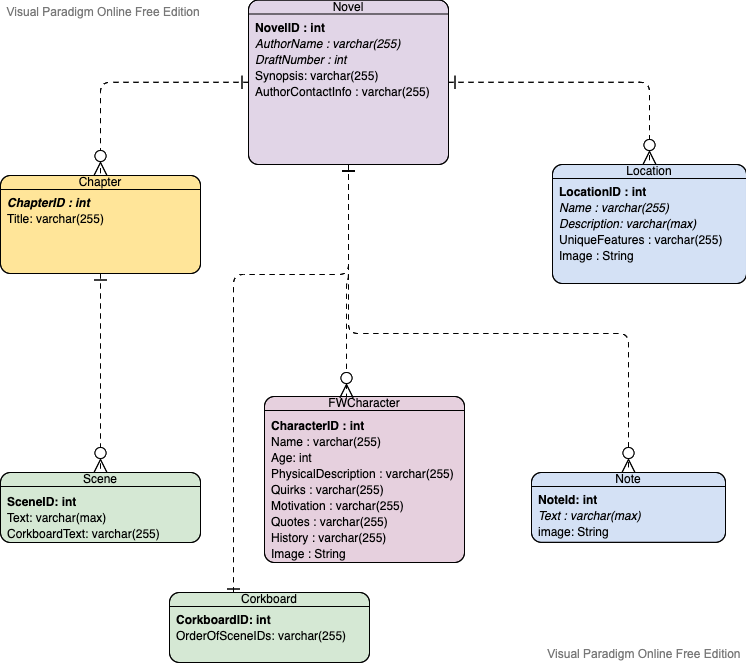 Visual Paradigm Online Free Edition
Novel
NovelID : int
AuthorName : varchar(255)
DraftNumber : int
Synopsis: varchar(255)
AuthorContactInfo : varchar(255)
Chapter
ChapterID : int
Title: varchar(255)
Location
LocationID : int
Name : varchar(255)
Description: varchar(max)
UniqueFeatures : varchar(255)
Image : String
FWCharacter
CharacterID : int
Name : varchar(255)
Age: int
PhysicalDescription : varchar(255)
Quirks : varchar(255)
Motivation : varchar(255)
Quotes : varchar(255)
History : varchar(255)
Image : String
Scene
SceneID: int
Text: varchar(max)
CorkboardText: varchar(255)
Note
NoteId: int
Text : varchar(max)
image: String
Corkboard
CorkboardID: int
OrderOfSceneIDs: varchar(255)
Visual Paradigm Online Free Edition